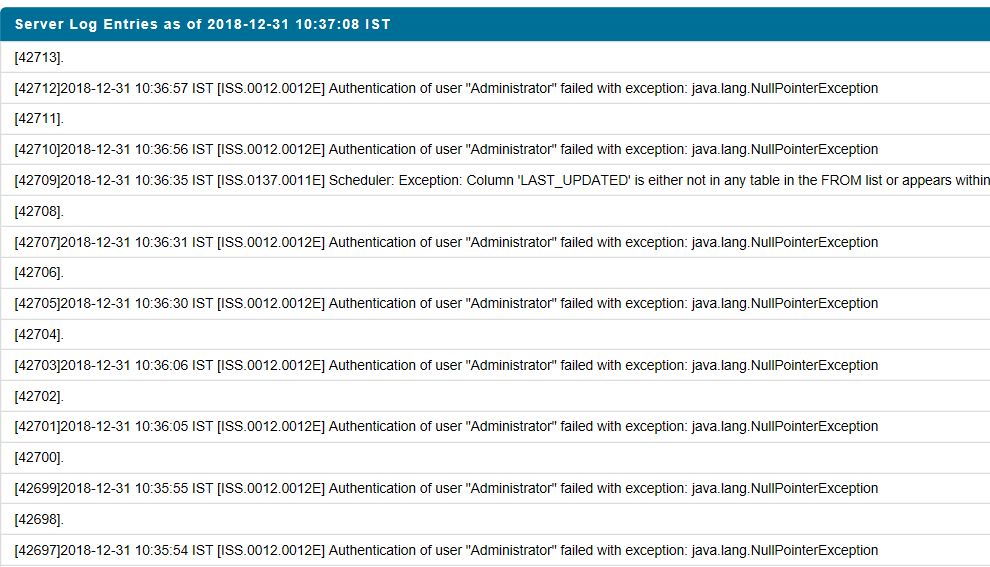 Server Log Entries as of 2018-12-31 10:37:08 IST
[42713].
[42712]2018-12-31 10:36:57 IST [ISS.0012.0012E] Authentication of user "Administrator" failed with exception: java.lang.NullPointerException
[42711].
[42710]2018-12-31 10:36:56 IST [ISS.0012.0012E] Authentication of user "Administrator" failed with exception: java.lang.NullPointerException
[42709]2018-12-31 10:36:35 IST [ISS.0137.0011E] Scheduler: Exception: Column 'LAST_UPDATED' is either not in any table in the FROM list or appears within
[42708].
[42707]2018-12-31 10:36:31 IST [ISS.0012.0012E] Authentication of user "Administrator" failed with exception: java.lang.NullPointerException
[42706].
[42705]2018-12-31 10:36:30 IST [ISS.0012.0012E] Authentication of user "Administrator" failed with exception: java.lang.NullPointerException
[42704].
[42703]2018-12-31 10:36:06 IST [ISS.0012.0012E] Authentication of user "Administrator" failed with exception: java.lang.NullPointerException
[42702].
[42701]2018-12-31 10:36:05 IST [ISS.0012.0012E] Authentication of user "Administrator" failed with exception: java.lang.NullPointerException
[42700].
[42699]2018-12-31 10:35:55 IST [ISS.0012.0012E] Authentication of user "Administrator" failed with exception: java.lang.NullPointerException
[42698].
[42697]2018-12-31 10:35:54 IST [ISS.0012.0012E] Authentication of user "Administrator" failed with exception: java.lang.NullPointerException